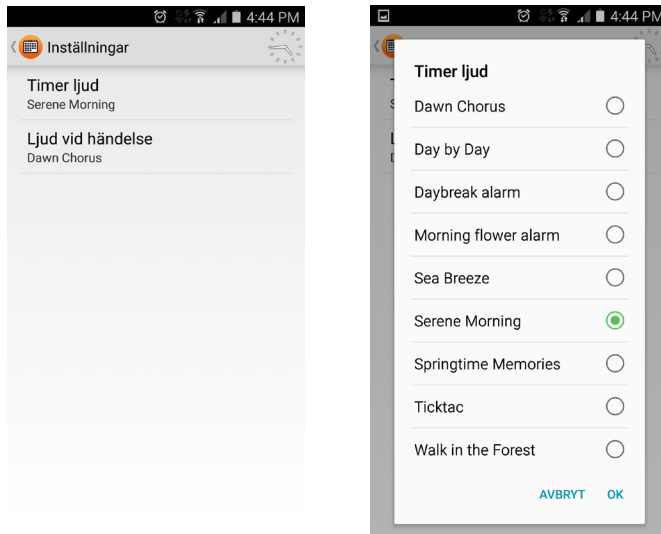 4:44 PM
Inställningar
Timer ljud
Serene Morning
Ljud vid händelse
Dawn Chorus
4:44 PM
Timer ljud
Dawn Chorus
Day by Day
Daybreak alarm
Morning flower alarm
Sea Breeze
Serene Morning
Springtime Memories
Ticktac
Walk in the Forest
AVBRYT OK